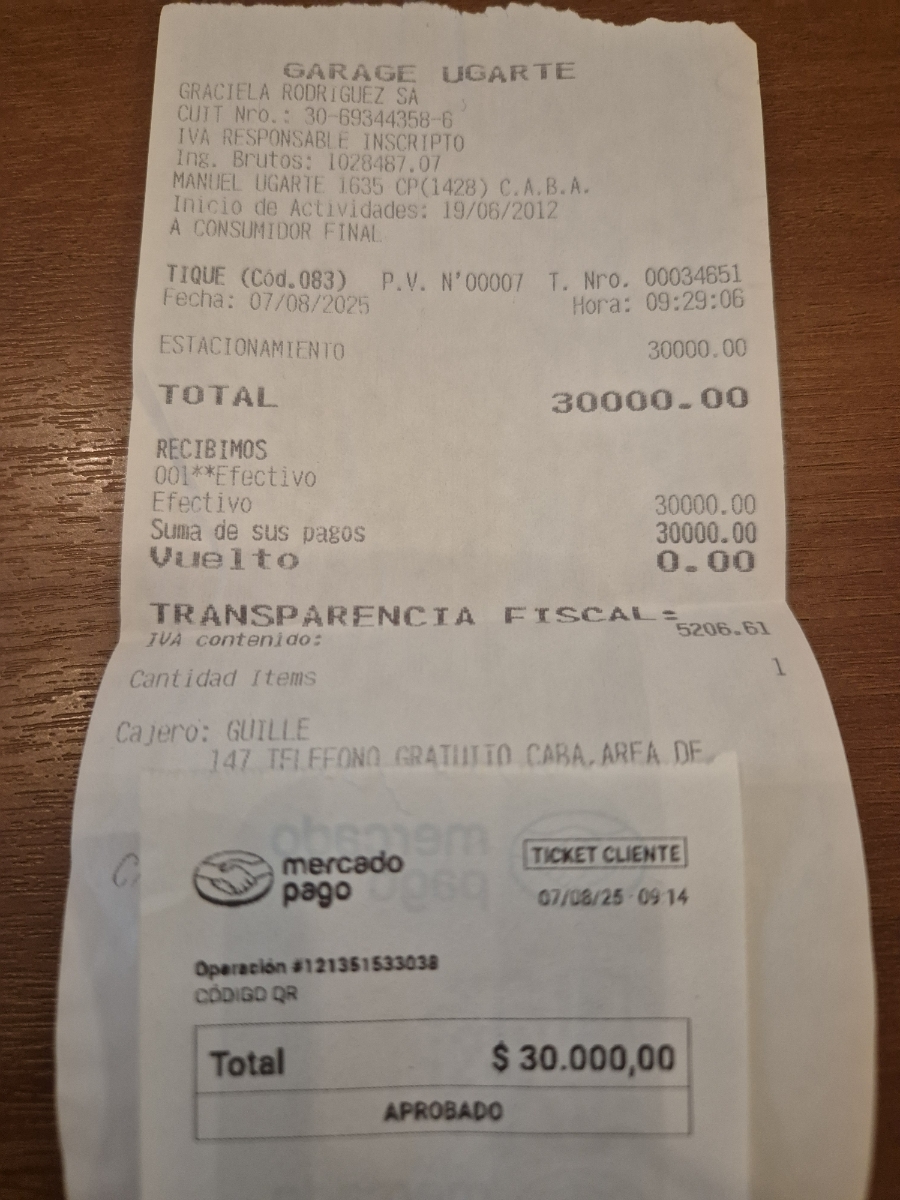 GARAGE UGARTE
GRACIELA RODRIGUEZ SA
CUIT Nro.: 30-69344358-6
IVA RESPONSABLE INSCRIPTO
Ing. Brutos: 1028487.07
MANUEL UGARTE 1635 CP(1428) C.A.B.A.
Inicio de Actividades: 19/06/2012
A CONSUMIDOR FINAL
TIQUE (Cód.083) P.V. N°00007 T. Nro. 00034651
Fecha: 07/08/2025 Hora: 09:29:06
ESTACIONAMIENTO 30000.00
TOTAL 30000.00
RECIBIMOS
001**Efectivo
Efectivo 30000.00
Suma de sus pagos 30000.00
Vuelto 0.00
TRANSPARENCIA FISCAL:
IVA contenido: 5206.61
Cantidad Items 1
Cajero: GUILLE
147 TELEFONO GRATUITO CABA,AREA DE
mercado pago
TICKET CLIENTE
07/08/25 · 09:14
Operación #121351533038
CÓDIGO QR
Total $ 30.000,00
APROBADO